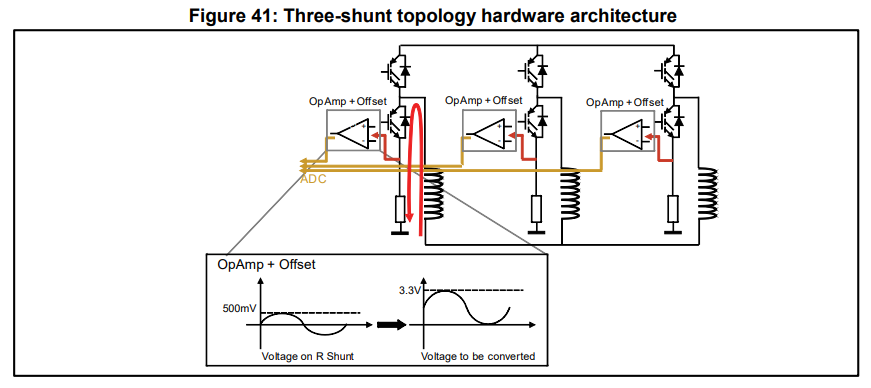 Figure 41: Three-shunt topology hardware architecture
OpAmp + Offset
OpAmp + Offset
OpAmp + Offset
+
-
+
-
+
-
ADC
OpAmp + Offset
500mV
3.3V
Voltage on R Shunt
Voltage to be converted